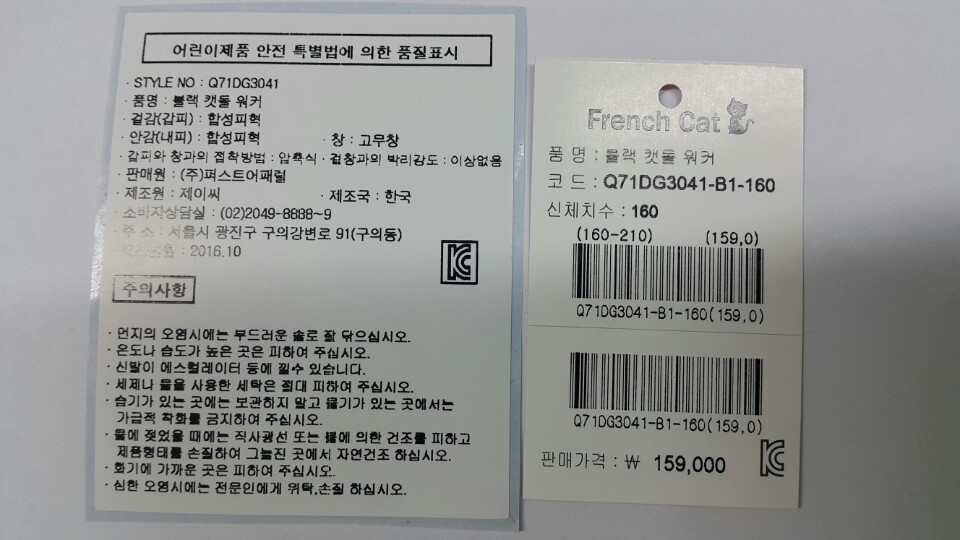 어린이제품 안전 특별법에 의한 품질표시
· STYLE NO : Q71DG3041
· 품명 : 블랙 캣돌 워커
· 겉감(갑피) : 합성피혁
· 안감(내피) : 합성피혁 · 창 : 고무창
· 갑피와 창과의 접착방법 : 압축식 · 겉창과의 박리강도 : 이상없음
· 판매원 : (주)퍼스트어패럴
· 제조원 : 제이씨 · 제조국 : 한국
· 소비자상담실 : (02)2049-8888~9
· 주 소 : 서울시 광진구 구의강변로 91(구의동)
: 2016.10
주의사항
· 먼지의 오염시에는 부드러운 솔로 잘 닦으십시오.
· 온도나 습도가 높은 곳은 피하여 주십시오.
· 신발이 에스컬레이터 등에 낄수 있습니다.
· 세제나 물을 사용한 세탁은 절대 피하여 주십시오.
· 습기가 있는 곳에는 보관하지 말고 물기가 있는 곳에서는
가급적 착화를 금지하여 주십시오.
· 물에 젖었을 때에는 직사광선 또는 불에 의한 건조를 피하고
제품형태를 손질하여 그늘진 곳에서 자연건조 하십시오.
· 화기에 가까운 곳은 피하여 주십시오.
· 심한 오염시에는 전문인에게 위탁,손질 하십시오.
French Cat
품 명 : 블랙 캣돌 워커
코 드 : Q71DG3041-B1-160
신체치수 : 160
(160-210) (159,0)
Q71DG3041-B1-160(159,0)
Q71DG3041-B1-160(159,0)
판매가격 : ₩ 159,000